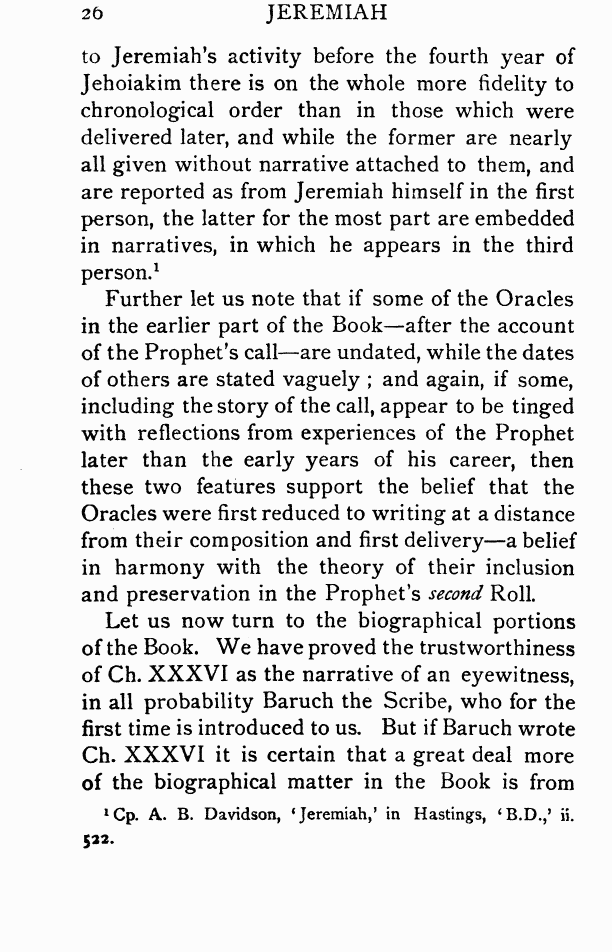 26 JEREMIAH
to Jeremiah's activity before the fourth year of
Jehoiakim there is on the whole more fidelity to
chronological order than in those which were
delivered later, and while the former are nearly
all given without narrative attached to them, and
are reported as from Jeremiah himself in the first
person, the latter for the most part are embedded
in narratives, in which he appears in the third
person.¹
Further let us note that if some of the Oracles
in the earlier part of the Book—after the account
of the Prophet's call—are undated, while the dates
of others are stated vaguely ; and again, if some,
including the story of the call, appear to be tinged
with reflections from experiences of the Prophet
later than the early years of his career, then
these two features support the belief that the
Oracles were first reduced to writing at a distance
from their composition and first delivery—a belief
in harmony with the theory of their inclusion
and preservation in the Prophet's second Roll.
Let us now turn to the biographical portions
of the Book. We have proved the trustworthiness
of Ch. XXXVI as the narrative of an eyewitness,
in all probability Baruch the Scribe, who for the
first time is introduced to us. But if Baruch wrote
Ch. XXXVI it is certain that a great deal more
of the biographical matter in the Book is from
¹ Cp. A. B. Davidson, ‘Jeremiah,’ in Hastings, ‘B.D.,’ ii.
522.